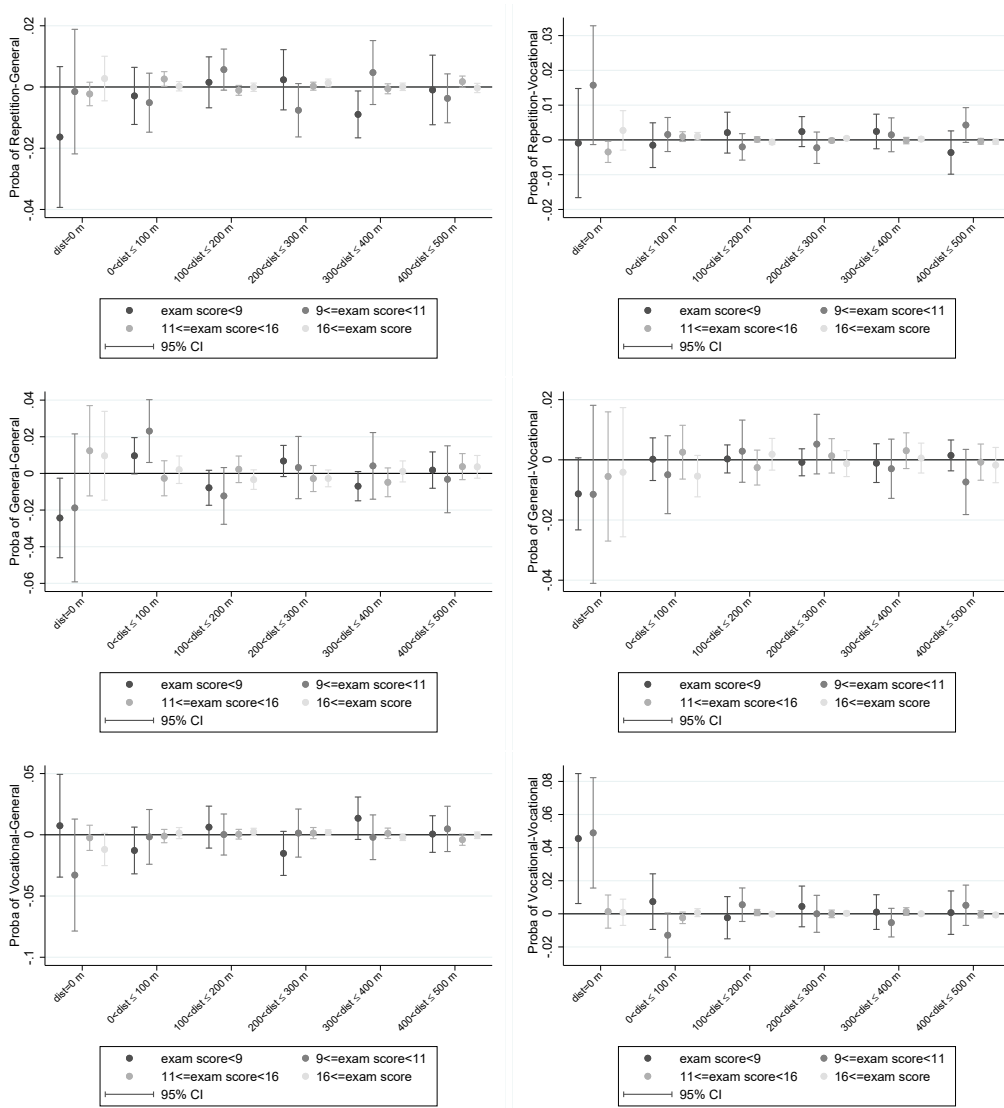 Proba of Repetition-General
.02
0
-.02
-.04
dist=0 m
0<dist ≤ 100 m
100<dist ≤ 200 m
200<dist ≤ 300 m
300<dist ≤ 400 m
400<dist ≤ 500 m
exam score<9
9<=exam score<11
11<=exam score<16
16<=exam score
95% CI
Proba of Repetition-Vocational
.03
.02
.01
0
-.01
-.02
dist=0 m
0<dist ≤ 100 m
100<dist ≤ 200 m
200<dist ≤ 300 m
300<dist ≤ 400 m
400<dist ≤ 500 m
exam score<9
9<=exam score<11
11<=exam score<16
16<=exam score
95% CI
Proba of General-General
.04
.02
0
-.02
-.04
-.06
dist=0 m
0<dist ≤ 100 m
100<dist ≤ 200 m
200<dist ≤ 300 m
300<dist ≤ 400 m
400<dist ≤ 500 m
exam score<9
9<=exam score<11
11<=exam score<16
16<=exam score
95% CI
Proba of General-Vocational
.02
0
-.02
-.04
dist=0 m
0<dist ≤ 100 m
100<dist ≤ 200 m
200<dist ≤ 300 m
300<dist ≤ 400 m
400<dist ≤ 500 m
exam score<9
9<=exam score<11
11<=exam score<16
16<=exam score
95% CI
Proba of Vocational-General
.05
0
-.05
-.1
dist=0 m
0<dist ≤ 100 m
100<dist ≤ 200 m
200<dist ≤ 300 m
300<dist ≤ 400 m
400<dist ≤ 500 m
exam score<9
9<=exam score<11
11<=exam score<16
16<=exam score
95% CI
Proba of Vocational-Vocational
.08
.06
.04
.02
0
-.02
dist=0 m
0<dist ≤ 100 m
100<dist ≤ 200 m
200<dist ≤ 300 m
300<dist ≤ 400 m
400<dist ≤ 500 m
exam score<9
9<=exam score<11
11<=exam score<16
16<=exam score
95% CI